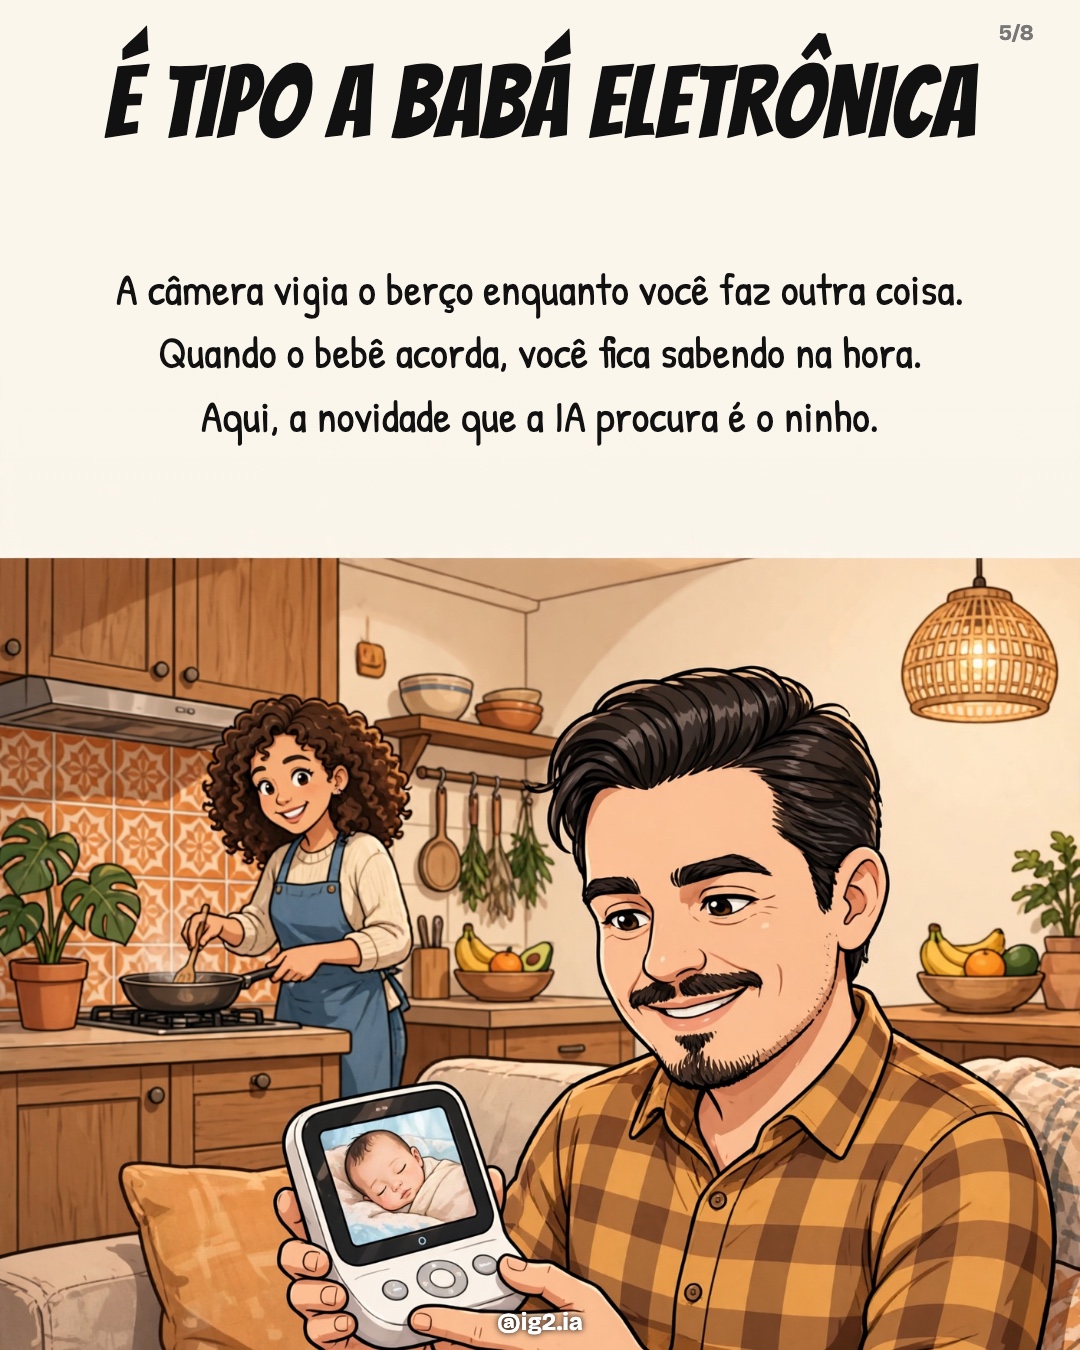 5/8
É TIPO A BABÁ ELETRÔNICA
A câmera vigia o berço enquanto você faz outra coisa.
Quando o bebê acorda, você fica sabendo na hora.
Aqui, a novidade que a IA procura é o ninho.
@ig2.ia